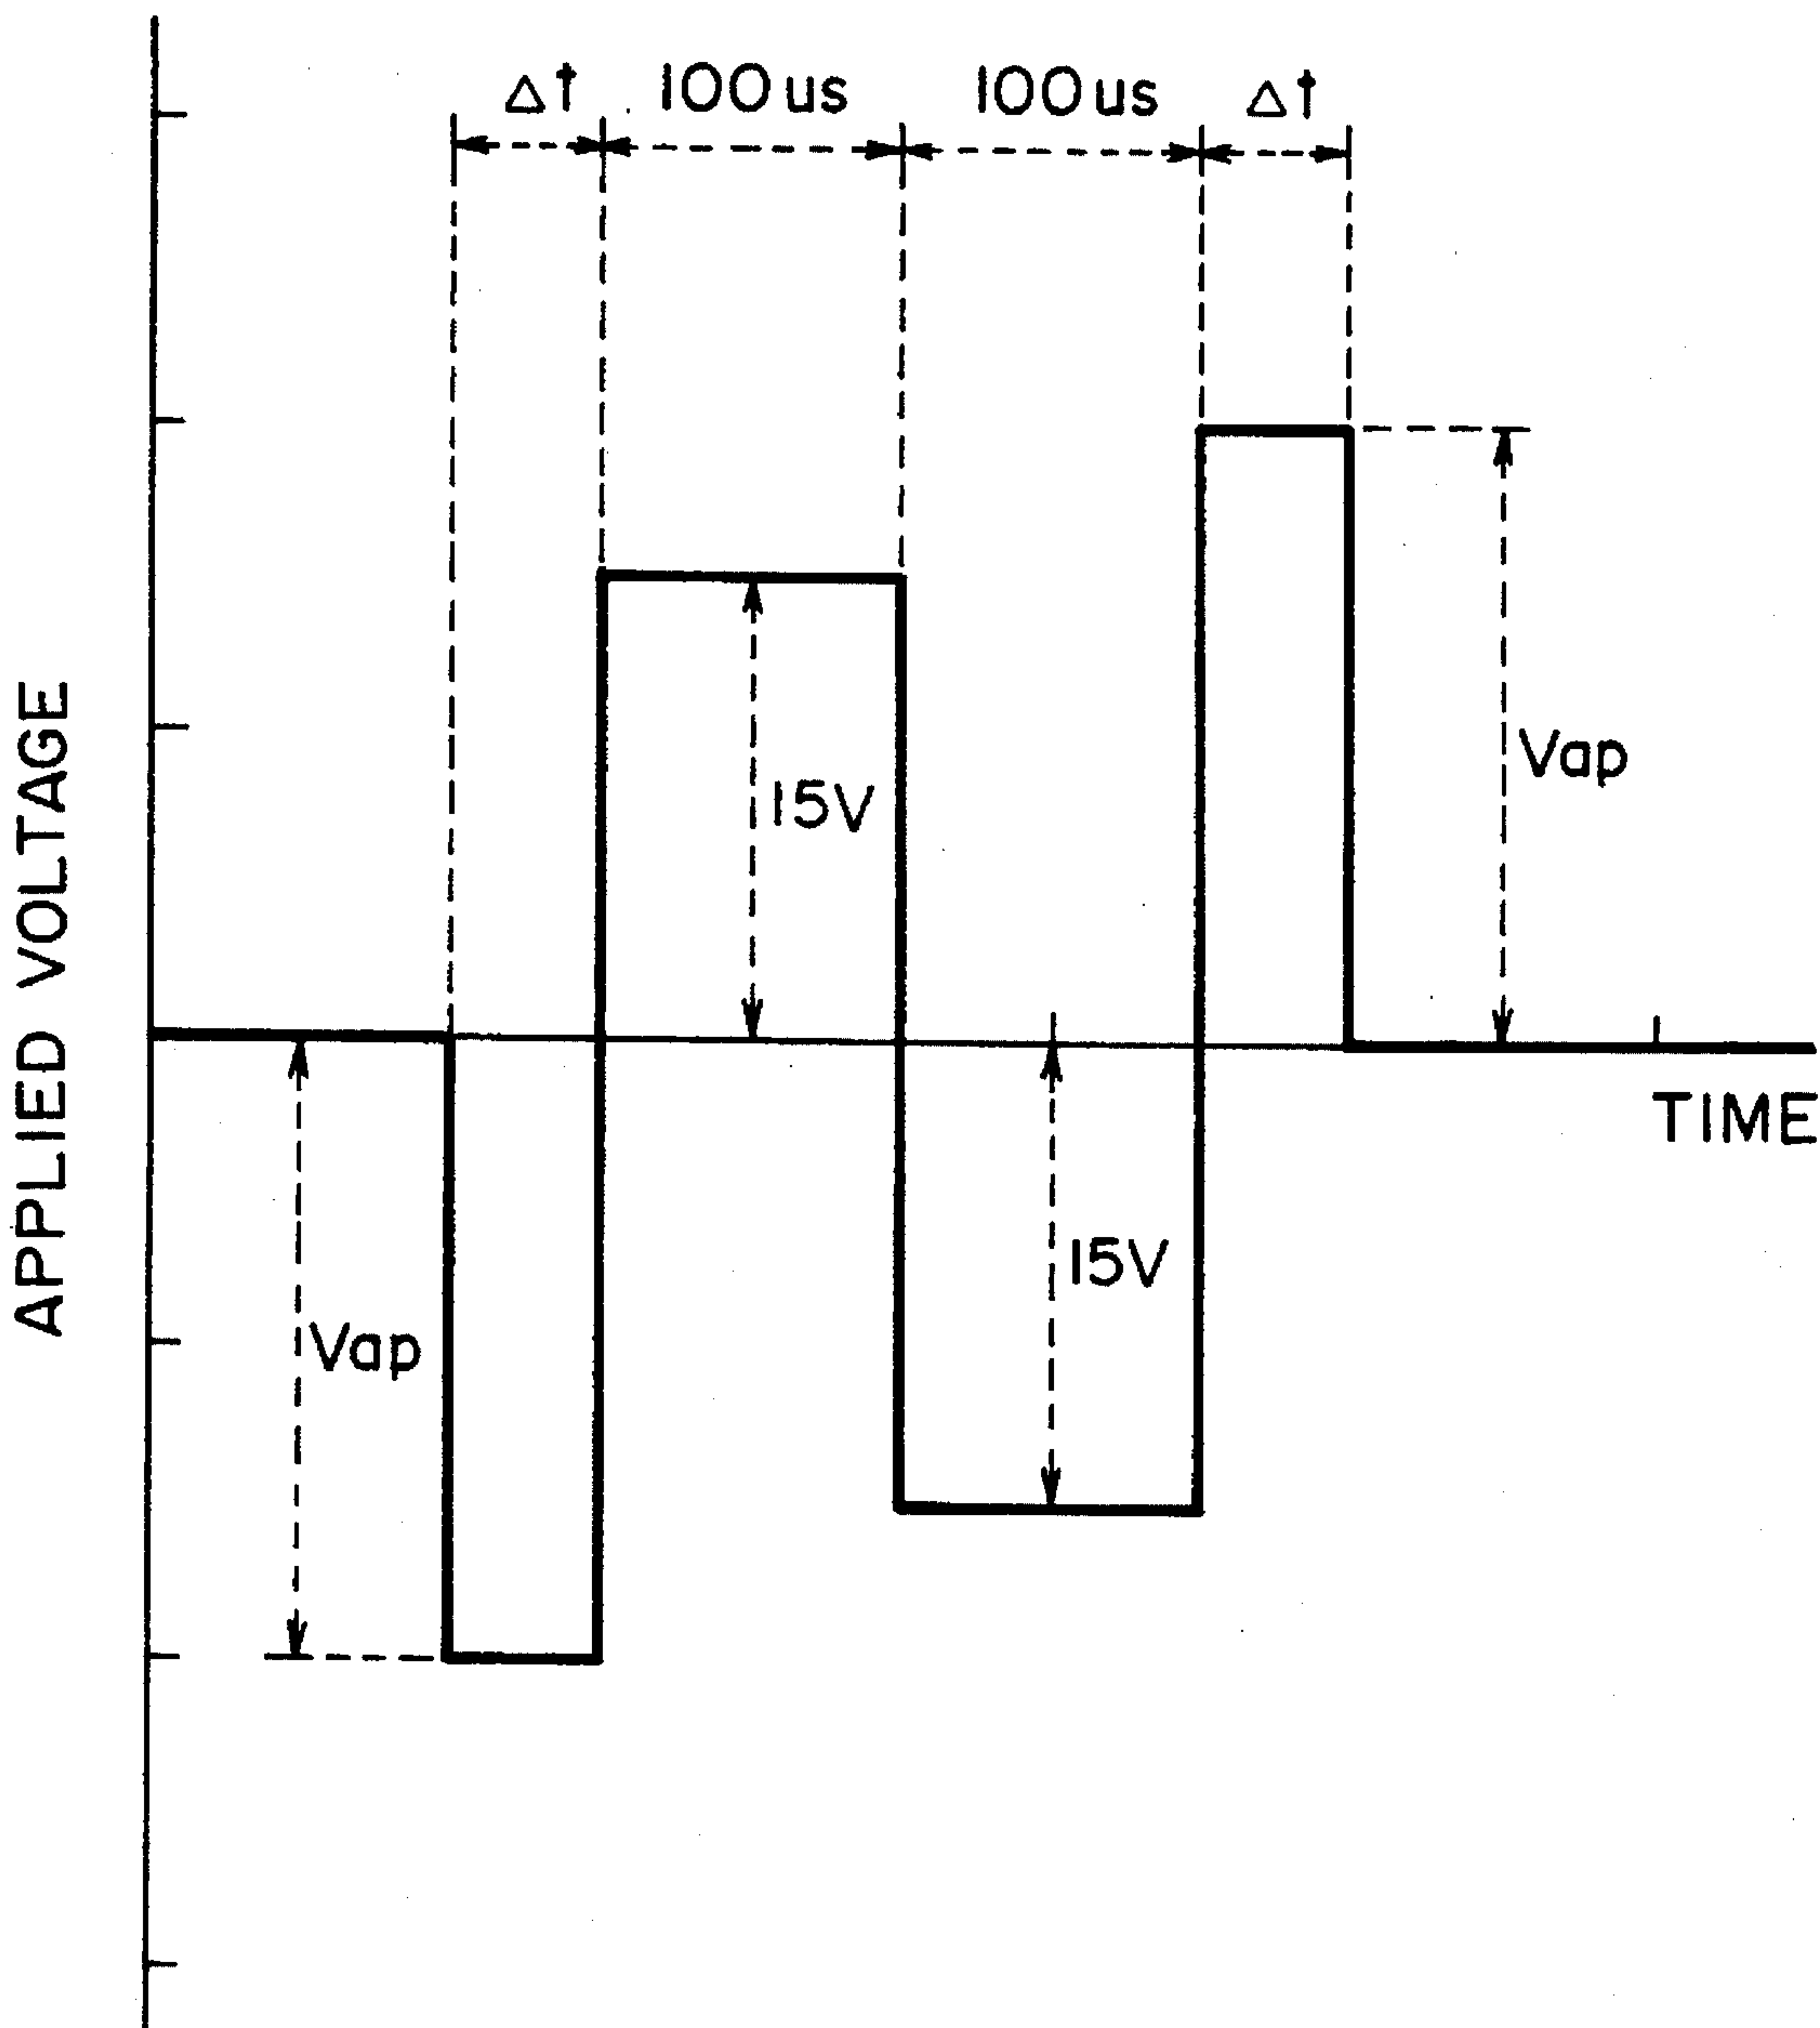 Δt 100us 100us Δt
APPLIED VOLTAGE
15V
Vap
TIME
15V
Vap